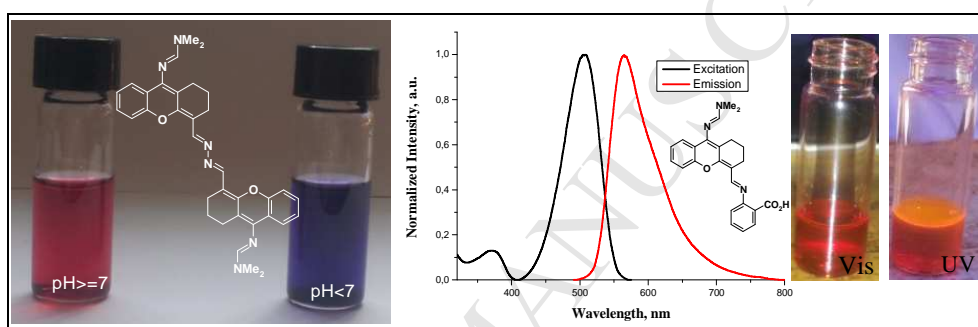 NMe₂
N
O
N
N
O
N
NMe₂
pH>=7
pH<7
Normalized Intensity, a.u.
1,0
0,8
0,6
0,4
0,2
0,0
400
500
600
700
800
Wavelength, nm
Excitation
Emission
NMe₂
N
O
N
CO₂H
Vis
UV
MANUSC